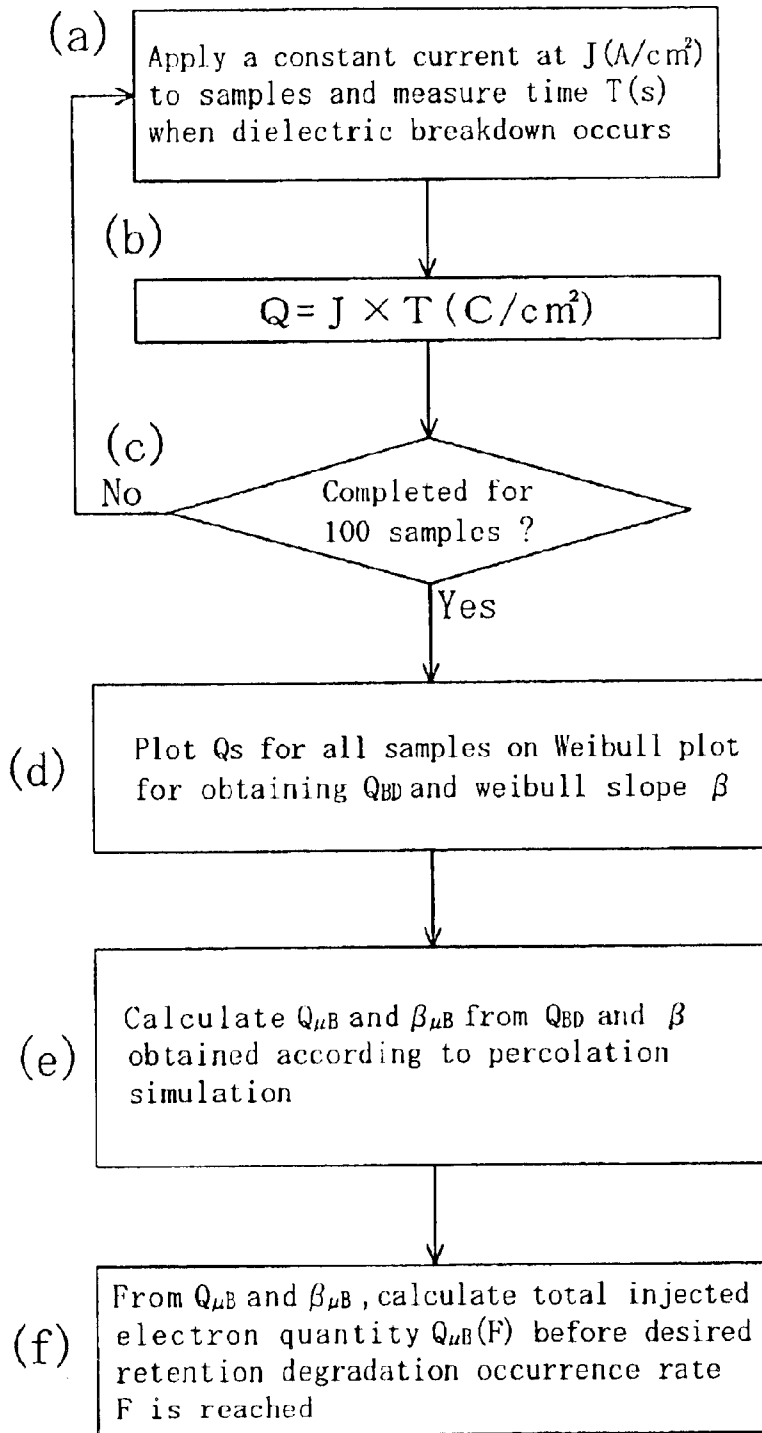 (a)
Apply a constant current at J(A/cm²)
to samples and measure time T(s)
when dielectric breakdown occurs
(b)
Q=J×T(C/cm²)
(c)
No
Completed for
100 samples ?
Yes
(d)
Plot Qs for all samples on Weibull plot
for obtaining QBD and weibull slope β
(e)
Calculate QμB and βμB from QBD and β
obtained according to percolation
simulation
(f)
From QμB and βμB, calculate total injected
electron quantity QμB(F) before desired
retention degradation occurrence rate
F is reached